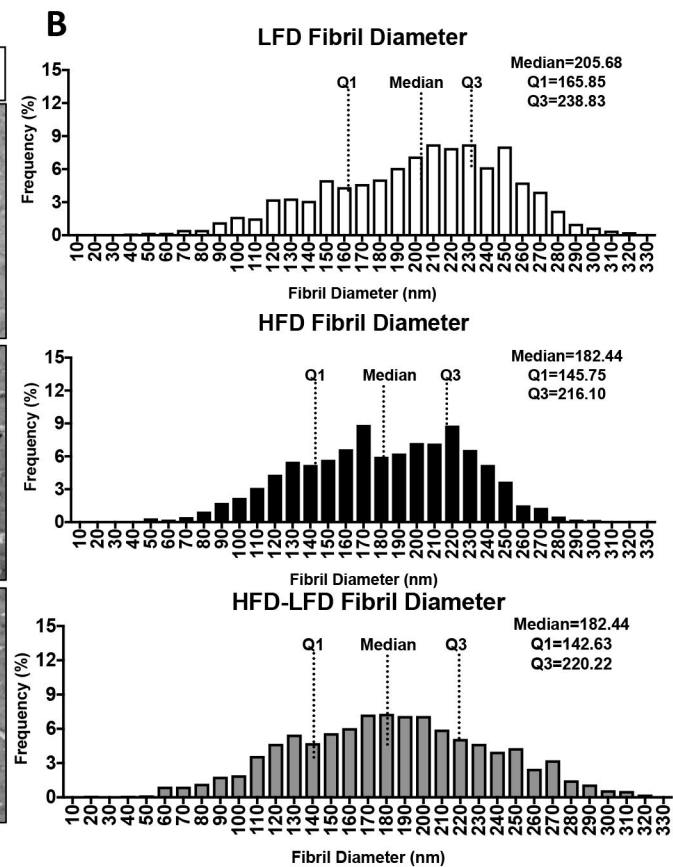 B
LFD Fibril Diameter
Median=205.68
Q1=165.85
Q3=238.83
Q1 Median Q3
Frequency (%)
15
12
9
6
3
0
10 20 30 40 50 60 70 80 90 100 110 120 130 140 150 160 170 180 190 200 210 220 230 240 250 260 270 280 290 300 310 320 330
Fibril Diameter (nm)
HFD Fibril Diameter
Median=182.44
Q1=145.75
Q3=216.10
Q1 Median Q3
Frequency (%)
15
12
9
6
3
0
10 20 30 40 50 60 70 80 90 100 110 120 130 140 150 160 170 180 190 200 210 220 230 240 250 260 270 280 290 300 310 320 330
Fibril Diameter (nm)
HFD-LFD Fibril Diameter
Median=182.44
Q1=142.63
Q3=220.22
Q1 Median Q3
Frequency (%)
15
12
9
6
3
0
10 20 30 40 50 60 70 80 90 100 110 120 130 140 150 160 170 180 190 200 210 220 230 240 250 260 270 280 290 300 310 320 330
Fibril Diameter (nm)